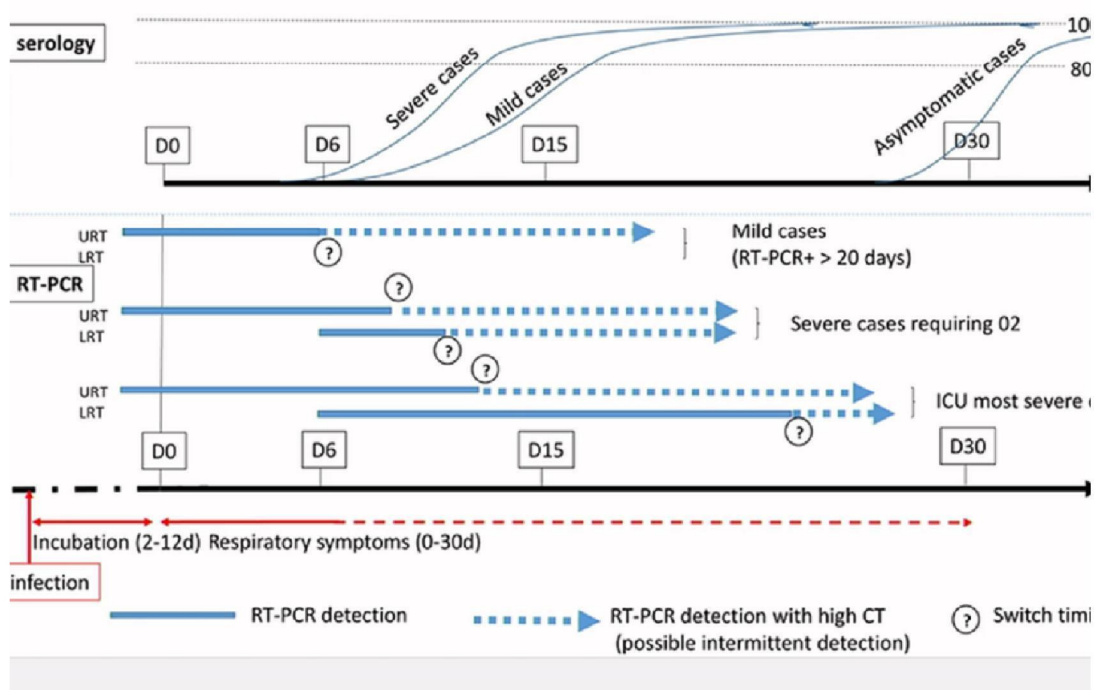 serology
10
80
Severe cases
Mild cases
Asymptomatic cases
D0
D6
D15
D30
URT
LRT
?
Mild cases
(RT-PCR+ > 20 days)
RT-PCR
URT
LRT
?
?
Severe cases requiring 02
URT
LRT
?
?
ICU most severe
D0
D6
D15
D30
Incubation (2-12d) Respiratory symptoms (0-30d)
infection
RT-PCR detection
RT-PCR detection with high CT
(possible intermittent detection)
? Switch timi